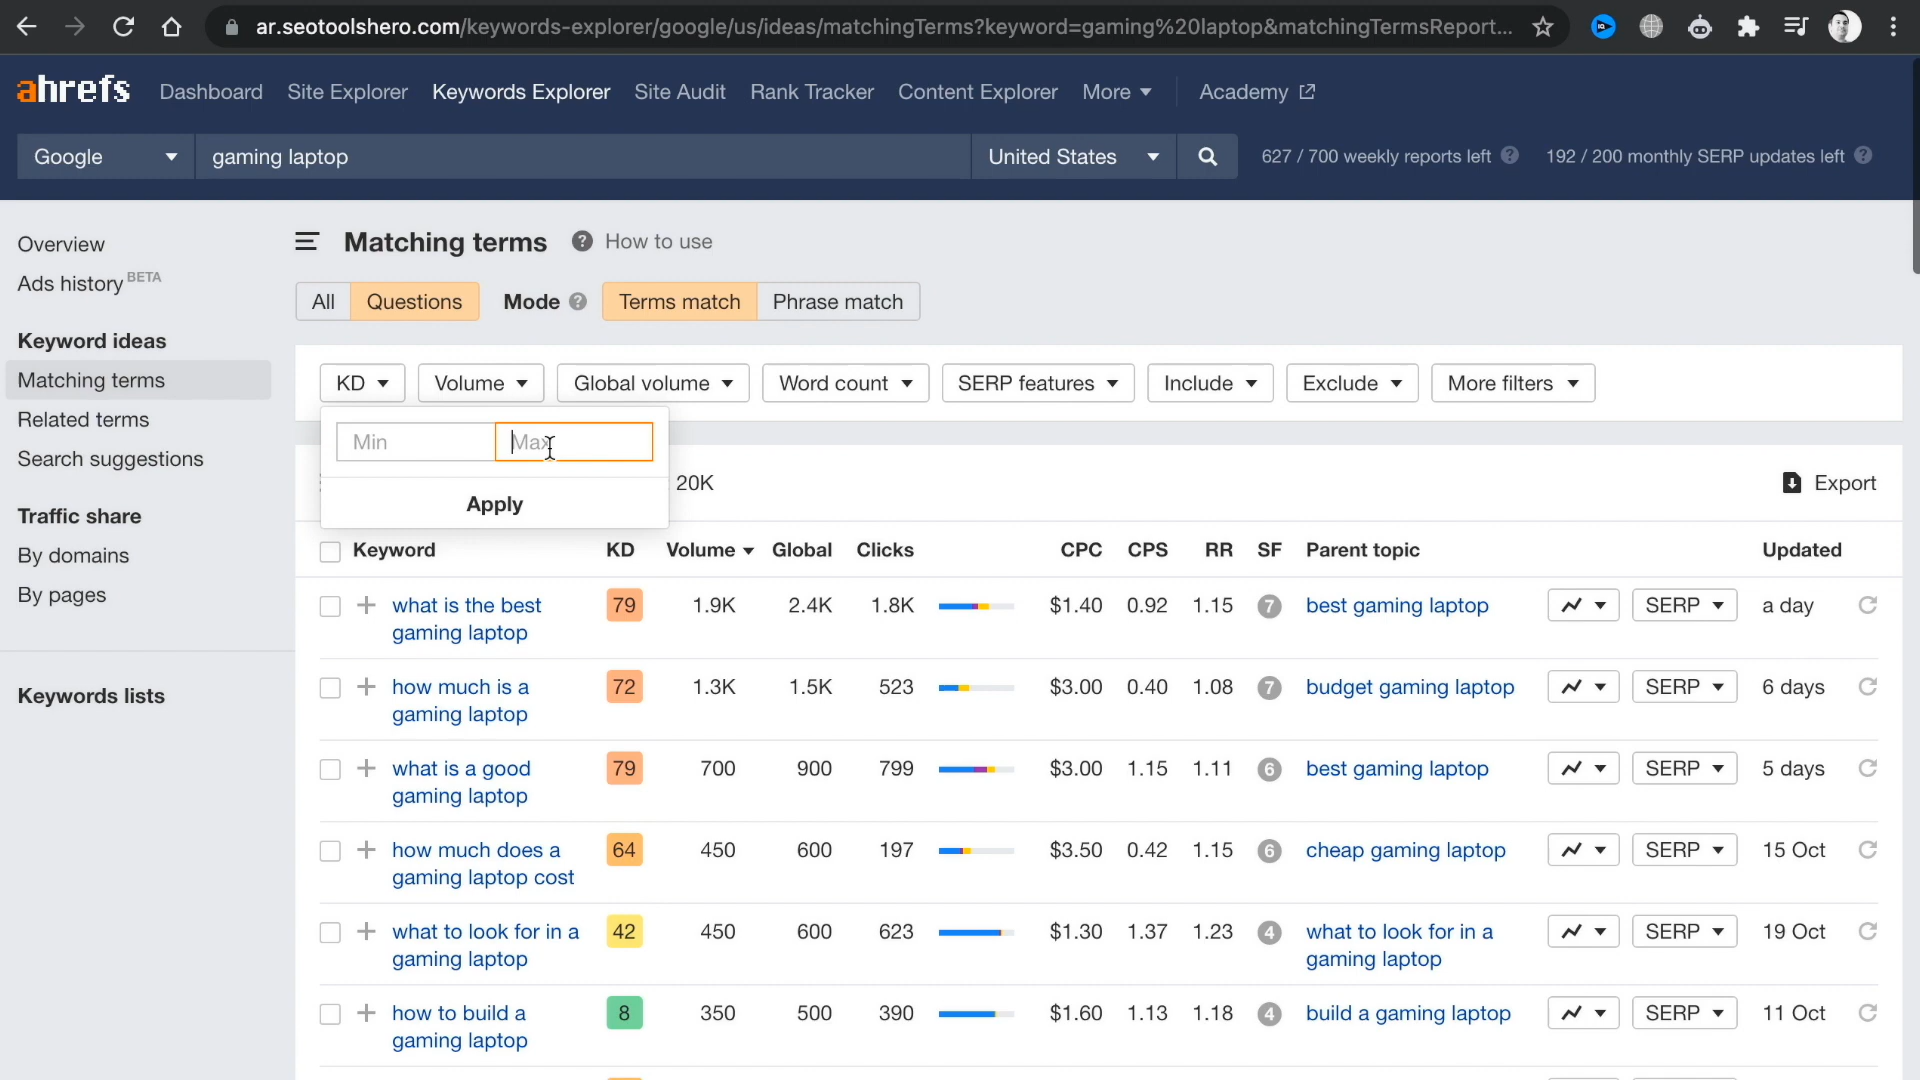 ar.seotoolshero.com/keywords-explorer/google/us/ideas/matchingTerms?keyword=gaming%20laptop&matchingTermsReport...
ahrefs Dashboard Site Explorer Keywords Explorer Site Audit Rank Tracker Content Explorer More Academy
Google gaming laptop United States 627 / 700 weekly reports left ? 192 / 200 monthly SERP updates left ?
Overview
Ads history BETA
Keyword ideas
Matching terms
Related terms
Search suggestions
Traffic share
By domains
By pages
Keywords lists
Matching terms ? How to use
All Questions Mode ? Terms match Phrase match
KD Volume Global volume Word count SERP features Include Exclude More filters
Min Max
Apply
20K Export
Keyword KD Volume Global Clicks CPC CPS RR SF Parent topic Updated
what is the best 79 1.9K 2.4K 1.8K $1.40 0.92 1.15 7 best gaming laptop SERP a day
gaming laptop
how much is a 72 1.3K 1.5K 523 $3.00 0.40 1.08 7 budget gaming laptop SERP 6 days
gaming laptop
what is a good 79 700 900 799 $3.00 1.15 1.11 6 best gaming laptop SERP 5 days
gaming laptop
how much does a 64 450 600 197 $3.50 0.42 1.15 6 cheap gaming laptop SERP 15 Oct
gaming laptop cost
what to look for in a 42 450 600 623 $1.30 1.37 1.23 4 what to look for in a SERP 19 Oct
gaming laptop gaming laptop
how to build a 8 350 500 390 $1.60 1.13 1.18 4 build a gaming laptop SERP 11 Oct
gaming laptop